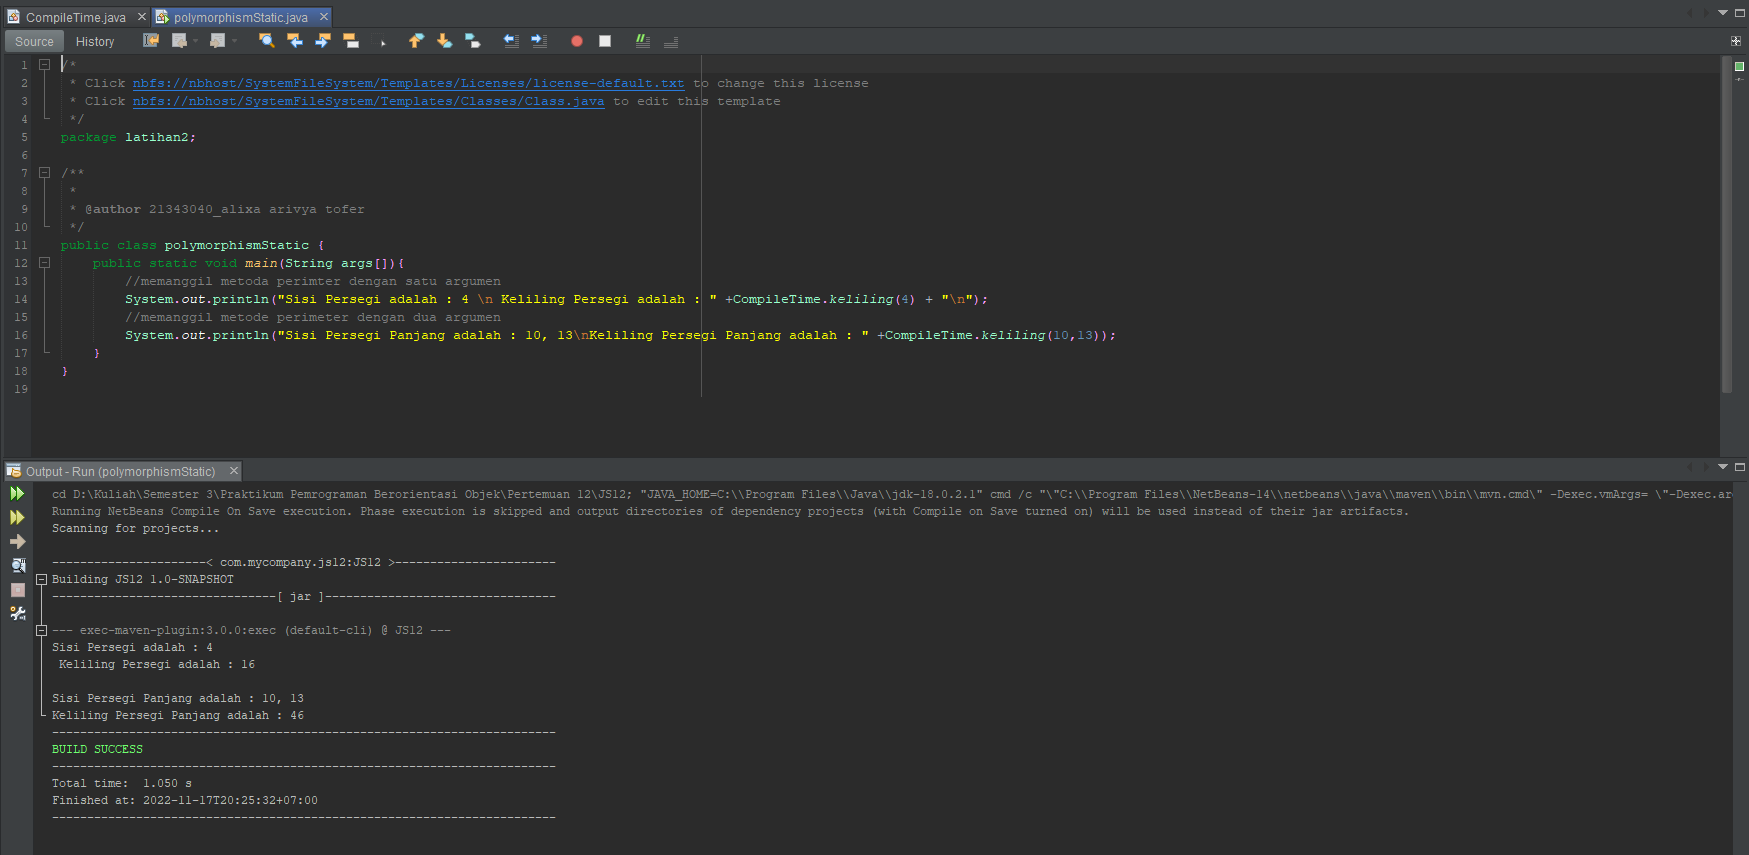 CompileTime.java
polymorphismStatic.java
Source
History
1 /*
2  * Click nbfs://nbhost/SystemFileSystem/Templates/Licenses/license-default.txt to change this license
3  * Click nbfs://nbhost/SystemFileSystem/Templates/Classes/Class.java to edit this template
4  */
5 package latihan2;
6
7 /**
8  *
9  * @author 21343040_alixa arivya tofer
10  */
11 public class polymorphismStatic {
12     public static void main(String args[]){
13         //memanggil metoda perimter dengan satu argumen
14         System.out.println("Sisi Persegi adalah : 4 \n Keliling Persegi adalah : " +CompileTime.keliling(4) + "\n");
15         //memanggil metode perimeter dengan dua argumen
16         System.out.println("Sisi Persegi Panjang adalah : 10, 13\nKeliling Persegi Panjang adalah : " +CompileTime.keliling(10,13));
17     }
18 }
19
Output - Run (polymorphismStatic)
cd D:\Kuliah\Semester 3\Praktikum Pemrograman Berorientasi Objek\Pertemuan 12\JS12; "JAVA_HOME=C:\\Program Files\\Java\\jdk-18.0.2.1" cmd /c "\"C:\\Program Files\\NetBeans-14\\netbeans\\java\\maven\\bin\\mvn.cmd\" -Dexec.vmArgs= \"-Dexec.ar
Running NetBeans Compile On Save execution. Phase execution is skipped and output directories of dependency projects (with Compile on Save turned on) will be used instead of their jar artifacts.
Scanning for projects...
----------------------< com.mycompany.js12:JS12 >-----------------------
Building JS12 1.0-SNAPSHOT
--------------------------------[ jar ]---------------------------------
--- exec-maven-plugin:3.0.0:exec (default-cli) @ JS12 ---
Sisi Persegi adalah : 4
 Keliling Persegi adalah : 16
Sisi Persegi Panjang adalah : 10, 13
Keliling Persegi Panjang adalah : 46
------------------------------------------------------------------------
BUILD SUCCESS
------------------------------------------------------------------------
Total time:  1.050 s
Finished at: 2022-11-17T20:25:32+07:00
------------------------------------------------------------------------